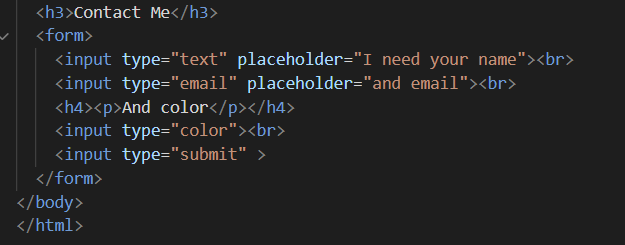 <h3>Contact Me</h3>
<form>
<input type="text" placeholder="I need your name"><br>
<input type="email" placeholder="and email"><br>
<h4><p>And color</p></h4>
<input type="color"><br>
<input type="submit" >
</form>
</body>
</html>